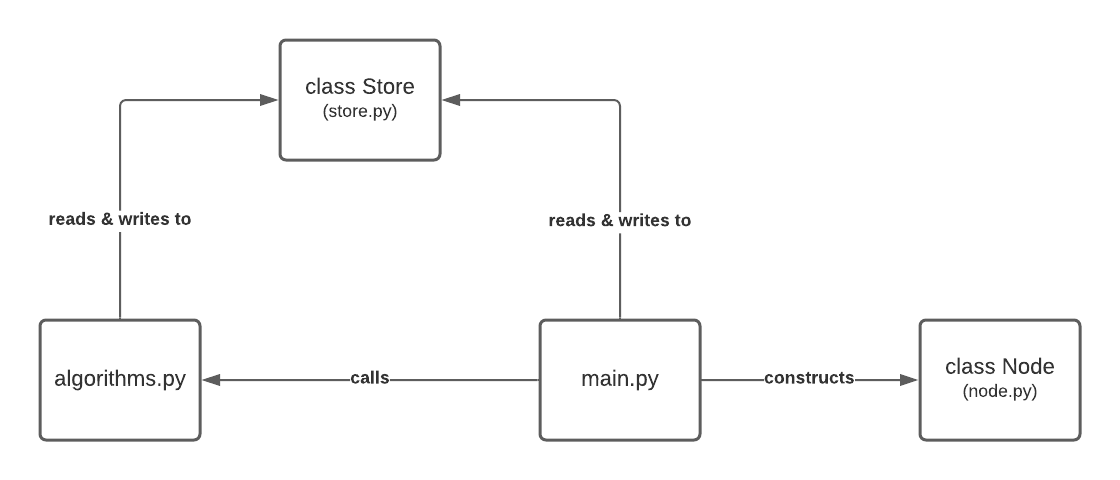 class Store
(store.py)
reads & writes to
reads & writes to
algorithms.py
calls
main.py
constructs
class Node
(node.py)